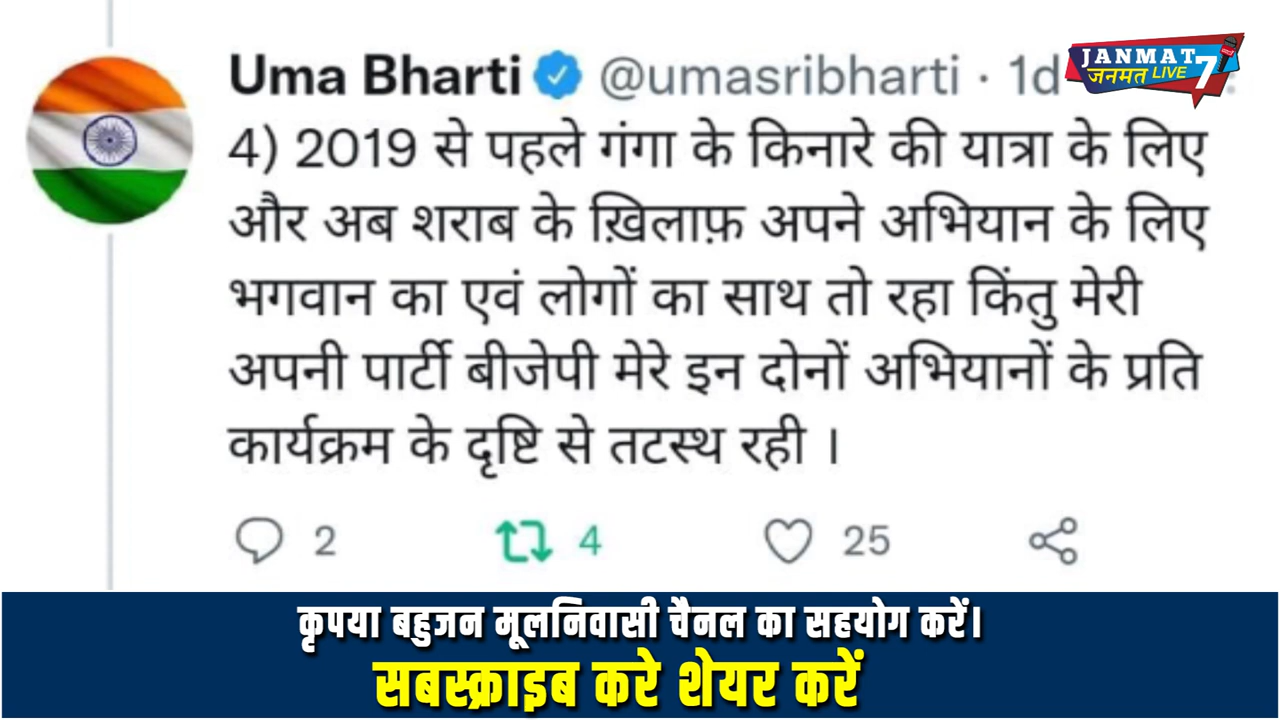 Uma Bharti @umasribharti · 1d
JANMAT
जनमत LIVE 7
4) 2019 से पहले गंगा के किनारे की यात्रा के लिए
और अब शराब के ख़िलाफ़ अपने अभियान के लिए
भगवान का एवं लोगों का साथ तो रहा किंतु मेरी
अपनी पार्टी बीजेपी मेरे इन दोनों अभियानों के प्रति
कार्यक्रम के दृष्टि से तटस्थ रही ।
2 4 25
कृपया बहुजन मूलनिवासी चैनल का सहयोग करें।
सबस्क्राइब करे शेयर करें